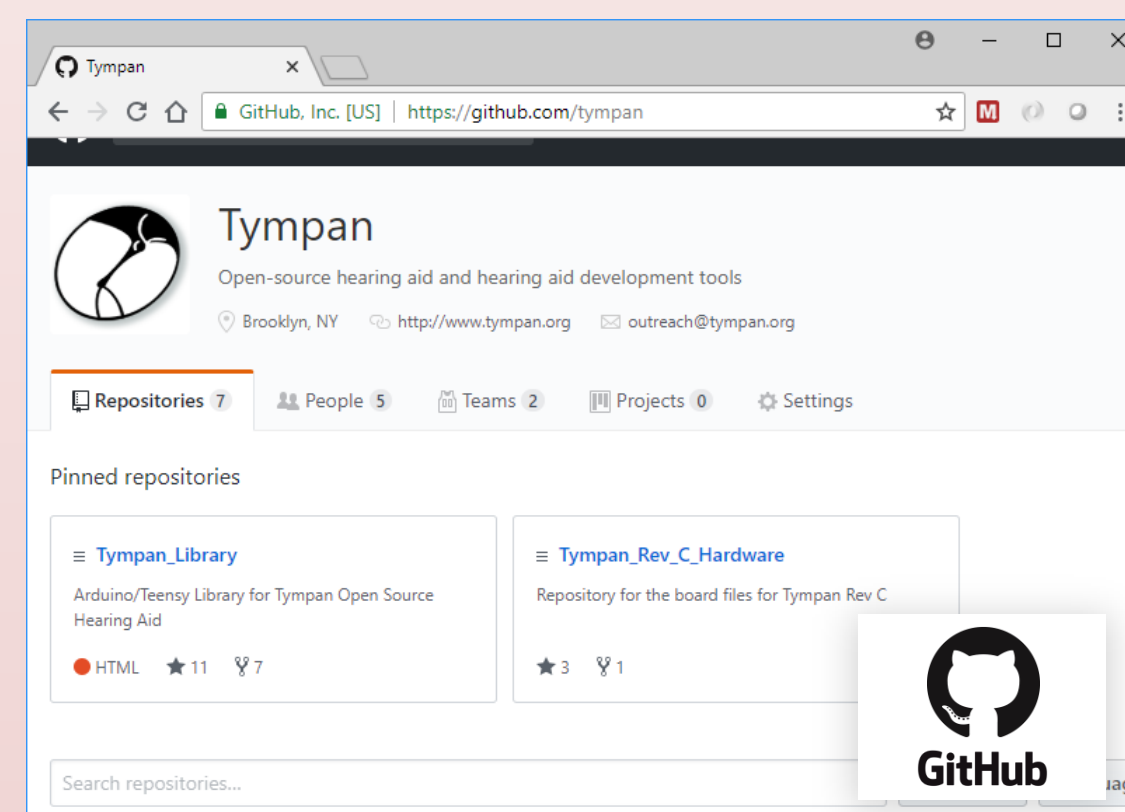 Tympan
GitHub, Inc. [US] https://github.com/tympan
M
Tympan
Open-source hearing aid and hearing aid development tools
Brooklyn, NY http://www.tympan.org outreach@tympan.org
Repositories 7 People 5 Teams 2 Projects 0 Settings
Pinned repositories
Tympan_Library
Arduino/Teensy Library for Tympan Open Source
Hearing Aid
HTML 11 7
Tympan_Rev_C_Hardware
Repository for the board files for Tympan Rev C
3 1
GitHub
Search repositories...